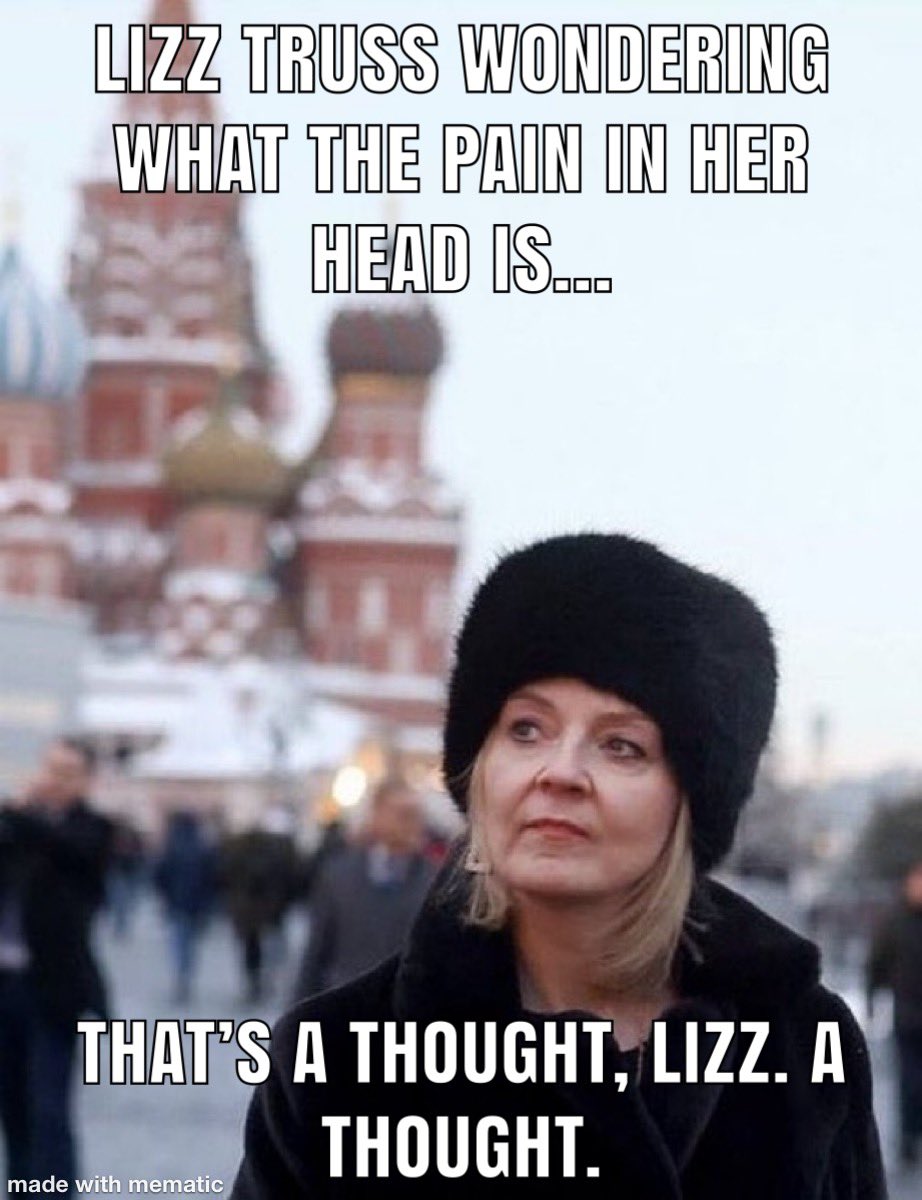 LIZZ TRUSS WONDERING
WHAT THE PAIN IN HER
HEAD IS...
THAT'S A THOUGHT, LIZZ. A
THOUGHT.
made with mematic